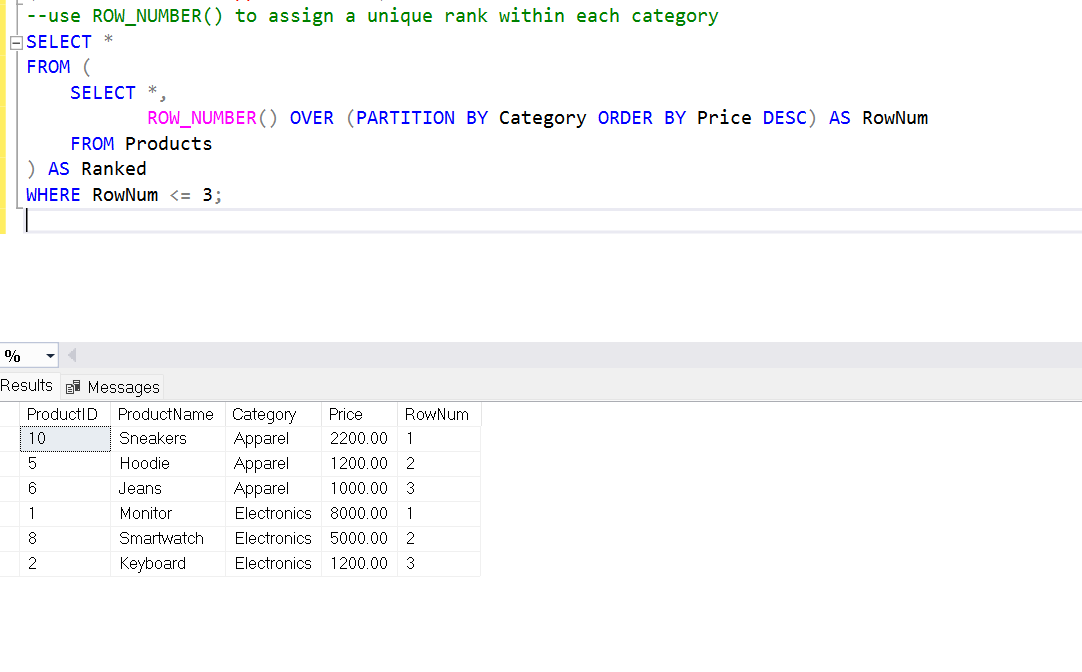 --use ROW_NUMBER() to assign a unique rank within each category
SELECT *
FROM (
SELECT *,
ROW_NUMBER() OVER (PARTITION BY Category ORDER BY Price DESC) AS RowNum
FROM Products
) AS Ranked
WHERE RowNum <= 3;
%
Results Messages
ProductID ProductName Category Price RowNum
10 Sneakers Apparel 2200.00 1
5 Hoodie Apparel 1200.00 2
6 Jeans Apparel 1000.00 3
1 Monitor Electronics 8000.00 1
8 Smartwatch Electronics 5000.00 2
2 Keyboard Electronics 1200.00 3